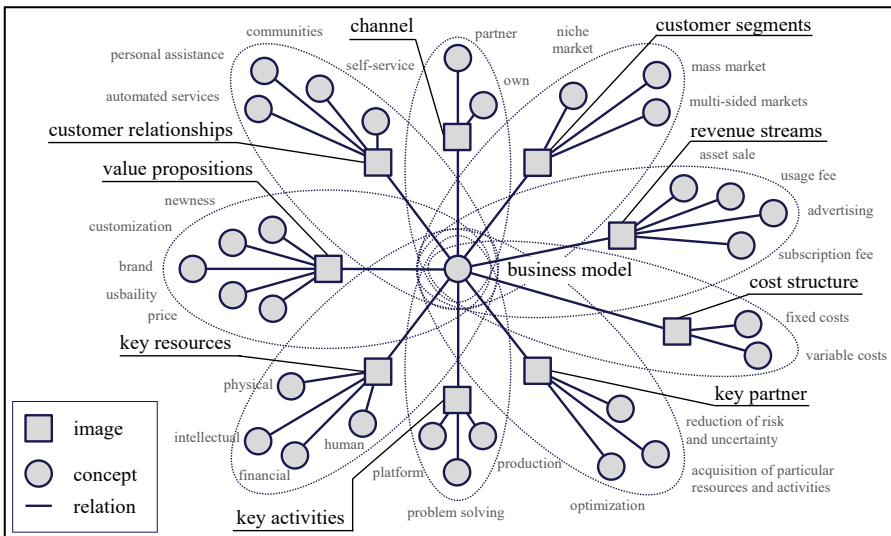 communities
channel
partner
niche
market
customer segments
personal assistance
self-service
own
mass market
automated services
multi-sided markets
customer relationships
revenue streams
value propositions
asset sale
usage fee
newness
customization
advertising
brand
business model
subscription fee
usbaility
cost structure
price
fixed costs
key resources
variable costs
physical
key partner
image
intellectual
human
reduction of risk
and uncertainty
concept
financial
platform
production
acquisition of particular
resources and activities
relation
key activities
problem solving
optimization